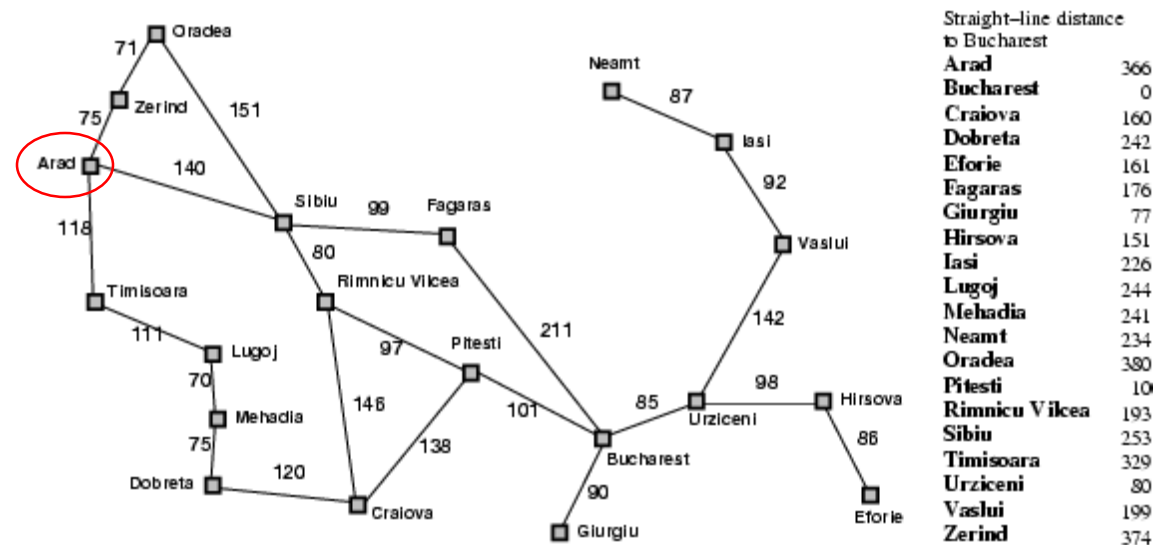 Oradea
71
Neamt
87
Zerind
151
75
Iasi
Arad
140
92
Sibiu
99
Fagaras
118
80
Vaslui
Rimnicu Vilcea
Timisoara
111
211
142
Lugoj
97
Pitesti
70
98
146
101
85
Hirsova
Mehadia
Urziceni
138
86
75
Bucharest
120
Dobreta
90
Craiova
Eforie
Giurgiu
Straight–line distance
to Bucharest
Arad 366
Bucharest 0
Craiova 160
Dobreta 242
Eforie 161
Fagaras 176
Giurgiu 77
Hirsova 151
Iasi 226
Lugoj 244
Mehadia 241
Neamt 234
Oradea 380
Pitesti 10
Rimnicu Vilcea 193
Sibiu 253
Timisoara 329
Urziceni 80
Vaslui 199
Zerind 374